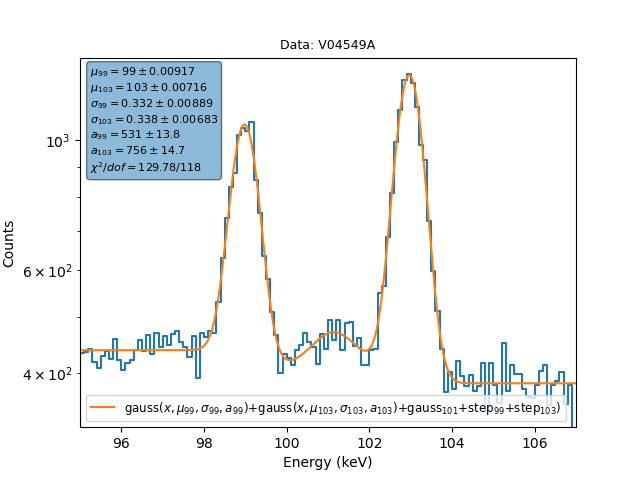 Data: V04549A
μ₉₉ = 99 ± 0.00917
μ₁₀₃ = 103 ± 0.00716
σ₉₉ = 0.332 ± 0.00889
σ₁₀₃ = 0.338 ± 0.00683
a₉₉ = 531 ± 13.8
a₁₀₃ = 756 ± 14.7
χ²/dof = 129.78/118
Counts
10³
6 × 10²
4 × 10²
gauss(x, μ₉₉, σ₉₉, a₉₉)+gauss(x, μ₁₀₃, σ₁₀₃, a₁₀₃)+gauss₁₀₁+step₉₉+step₁₀₃)
96 98 100 102 104 106
Energy (keV)